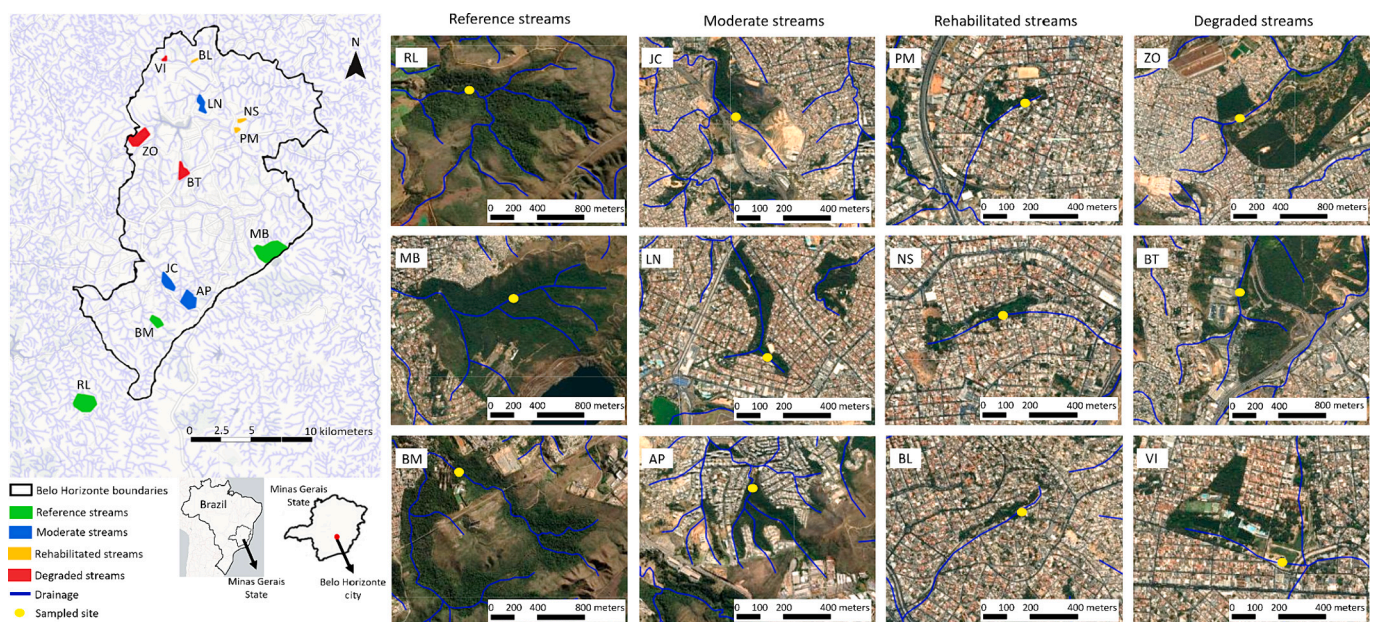 Reference streams
Moderate streams
Rehabilitated streams
Degraded streams
N
VI
BL
LN
NS
PM
ZO
BT
MB
JC
AP
BM
RL
0 2.5 5 10 kilometers
Belo Horizonte boundaries
Reference streams
Moderate streams
Rehabilitated streams
Degraded streams
Drainage
Sampled site
Brazil
Minas Gerais
State
Minas Gerais
State
Belo Horizonte
city
RL
0 200 400 800 meters
JC
0 100 200 400 meters
PM
0 100 200 400 meters
ZO
0 200 400 800 meters
MB
0 200 400 800 meters
LN
0 100 200 400 meters
NS
0 100 200 400 meters
BT
0 200 400 800 meters
BM
0 200 400 800 meters
AP
0 100 200 400 meters
BL
0 100 200 400 meters
VI
0 100 200 400 meters